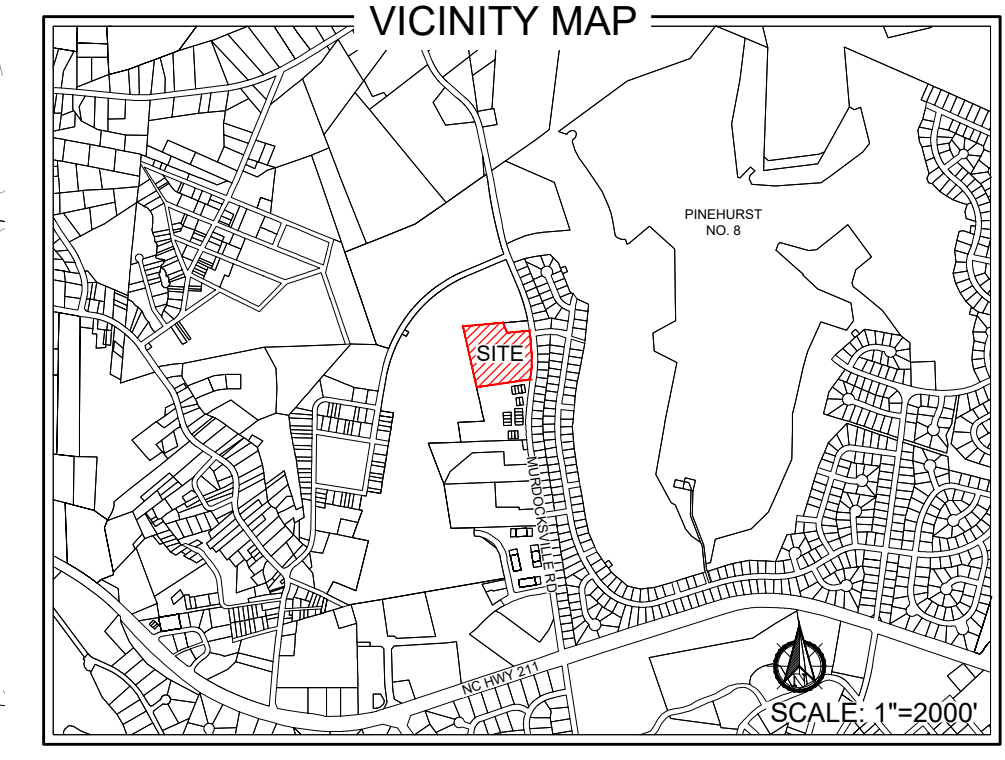 VICINITY MAP
PINEHURST
NO. 8
SITE
MURDOCKSVILLE RD
NC HWY 211
SCALE: 1"=2000'